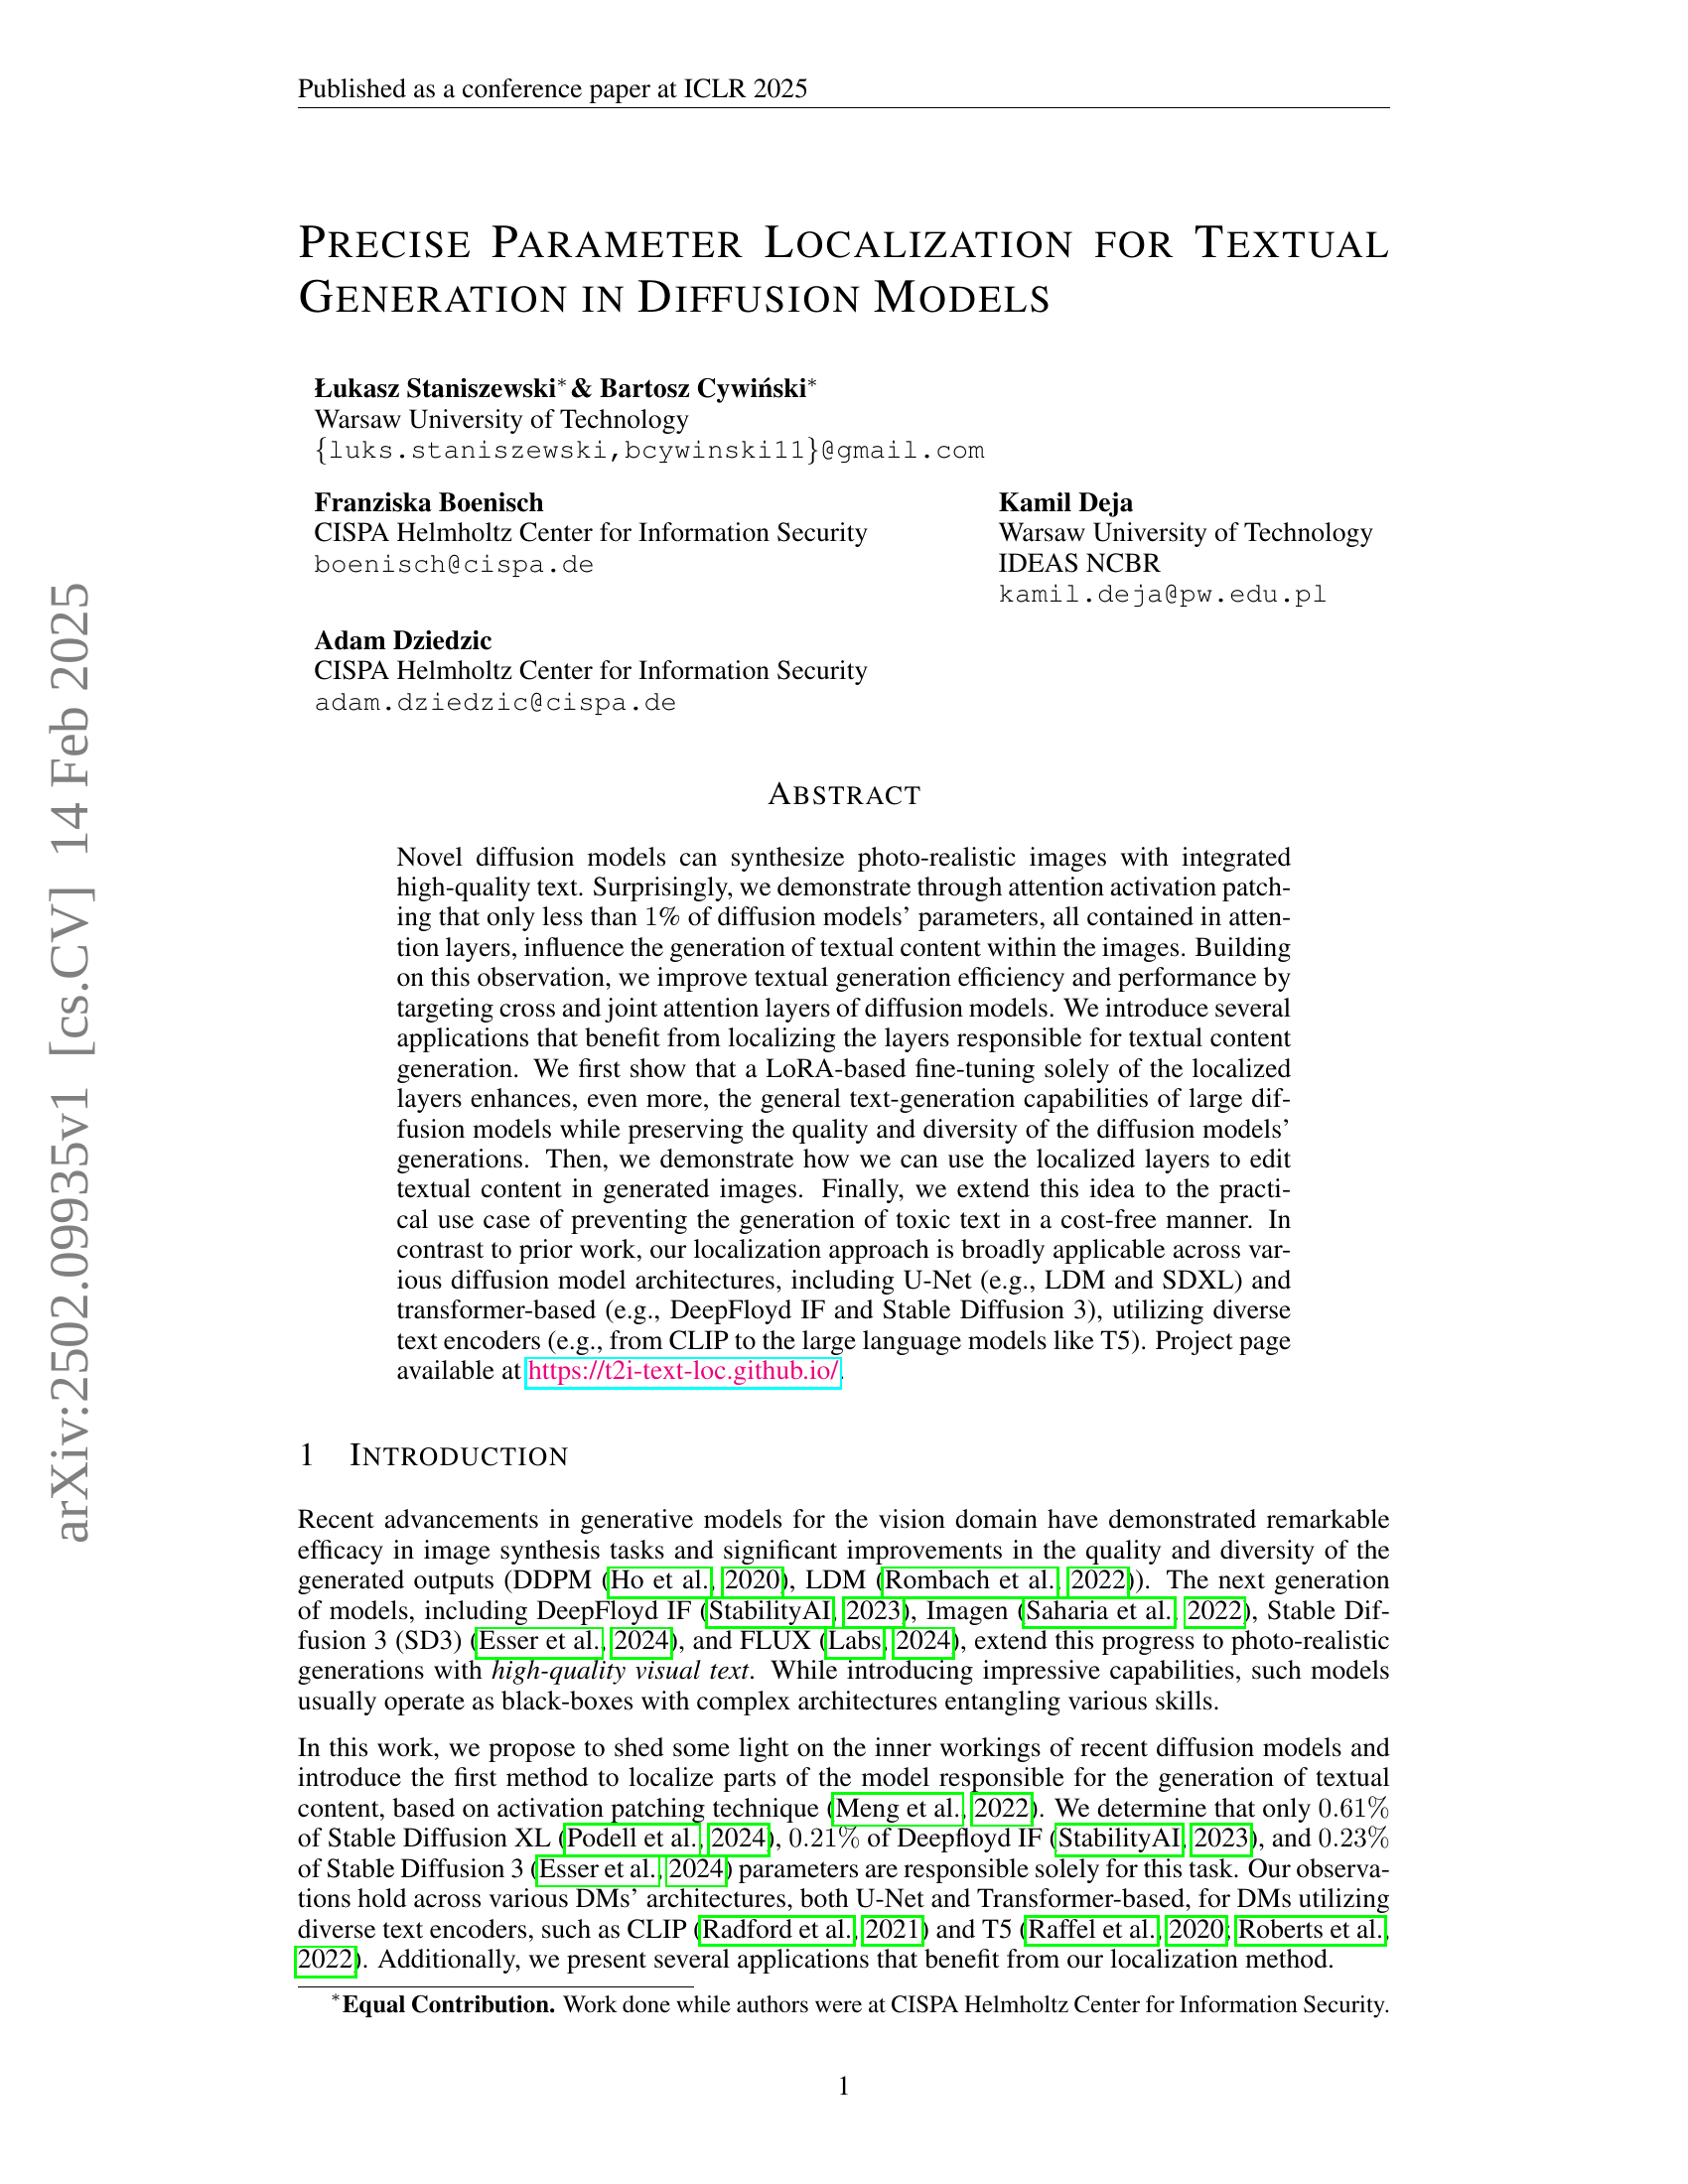 Published as a conference paper at ICLR 2025
PRECISE PARAMETER LOCALIZATION FOR TEXTUAL
GENERATION IN DIFFUSION MODELS
Łukasz Staniszewski* & Bartosz Cywiński*
Warsaw University of Technology
{luks.staniszewski,bcywinski11}@gmail.com
Franziska Boenisch
CISPA Helmholtz Center for Information Security
boenisch@cispa.de
Kamil Deja
Warsaw University of Technology
IDEAS NCBR
kamil.deja@pw.edu.pl
Adam Dziedzic
CISPA Helmholtz Center for Information Security
adam.dziedzic@cispa.de
ABSTRACT
Novel diffusion models can synthesize photo-realistic images with integrated
high-quality text. Surprisingly, we demonstrate through attention activation patch-
ing that only less than 1% of diffusion models' parameters, all contained in atten-
tion layers, influence the generation of textual content within the images. Building
on this observation, we improve textual generation efficiency and performance by
targeting cross and joint attention layers of diffusion models. We introduce several
applications that benefit from localizing the layers responsible for textual content
generation. We first show that a LoRA-based fine-tuning solely of the localized
layers enhances, even more, the general text-generation capabilities of large dif-
fusion models while preserving the quality and diversity of the diffusion models'
generations. Then, we demonstrate how we can use the localized layers to edit
textual content in generated images. Finally, we extend this idea to the practi-
cal use case of preventing the generation of toxic text in a cost-free manner. In
contrast to prior work, our localization approach is broadly applicable across var-
ious diffusion model architectures, including U-Net (e.g., LDM and SDXL) and
transformer-based (e.g., DeepFloyd IF and Stable Diffusion 3), utilizing diverse
text encoders (e.g., from CLIP to the large language models like T5). Project page
available at https://t2i-text-loc.github.io/.
1 INTRODUCTION
Recent advancements in generative models for the vision domain have demonstrated remarkable
efficacy in image synthesis tasks and significant improvements in the quality and diversity of the
generated outputs (DDPM (Ho et al., 2020), LDM (Rombach et al., 2022)). The next generation
of models, including DeepFloyd IF (StabilityAI, 2023), Imagen (Saharia et al., 2022), Stable Dif-
fusion 3 (SD3) (Esser et al., 2024), and FLUX (Labs, 2024), extend this progress to photo-realistic
generations with high-quality visual text. While introducing impressive capabilities, such models
usually operate as black-boxes with complex architectures entangling various skills.
In this work, we propose to shed some light on the inner workings of recent diffusion models and
introduce the first method to localize parts of the model responsible for the generation of textual
content, based on activation patching technique (Meng et al., 2022). We determine that only 0.61%
of Stable Diffusion XL (Podell et al., 2024), 0.21% of Deepfloyd IF (StabilityAI, 2023), and 0.23%
of Stable Diffusion 3 (Esser et al., 2024) parameters are responsible solely for this task. Our observa-
tions hold across various DMs' architectures, both U-Net and Transformer-based, for DMs utilizing
diverse text encoders, such as CLIP (Radford et al., 2021) and T5 (Raffel et al., 2020; Roberts et al.,
2022). Additionally, we present several applications that benefit from our localization method.
*Equal Contribution. Work done while authors were at CISPA Helmholtz Center for Information Security.
1
arXiv:2502.09935v1 [cs.CV] 14 Feb 2025